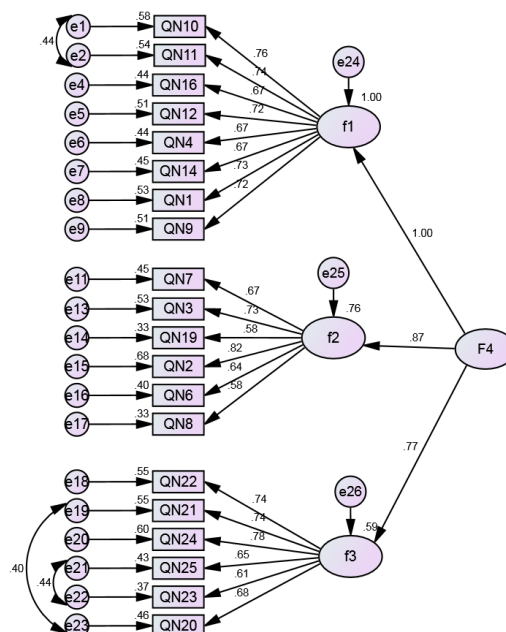 e1 .58 QN10
.44
e2 .54 QN11
e4 .44 QN16
e5 .51 QN12
e6 .44 QN4
e7 .45 QN14
e8 .53 QN1
e9 .51 QN9
.76
.74
.67
.72
.67
.67
.73
.72
e24
1.00
f1
1.00
e11 .45 QN7
e13 .53 QN3
e14 .33 QN19
e15 .68 QN2
e16 .40 QN6
e17 .33 QN8
.67
.73
.58
.82
.64
.58
e25
.76
f2
.87
F4
.77
e18 .55 QN22
e19 .55 QN21
e20 .60 QN24
e21 .43 QN25
e22 .37 QN23
e23 .46 QN20
.40
.44
.74
.74
.78
.65
.61
.68
e26
.59
f3